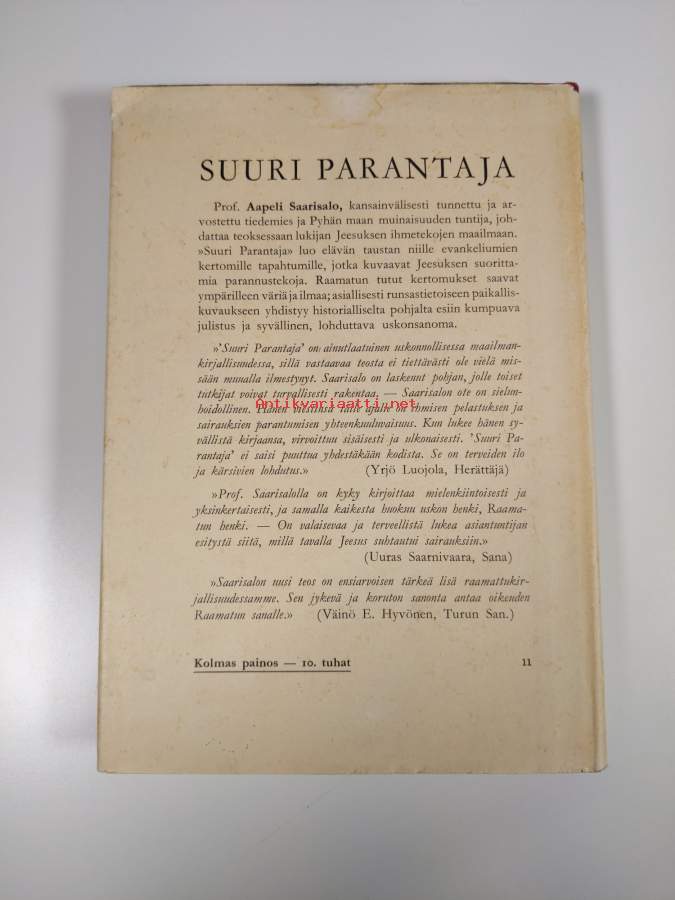 SUURI PARANTAJA
Prof. Aapeli Saarisalo, kansainvälisesti tunnettu ja ar-
vostettu tiedemies ja Pyhän maan muinaisuuden tuntija, joh-
dattaa teoksessaan lukijan Jeesuksen ihmetekojen maailmaan.
»Suuri Parantaja» luo elävän taustan niille evankeliumien
kertomille tapahtumille, jotka kuvaavat Jeesuksen suoritta-
mia parannustekoja. Raamatun tutut kertomukset saavat
ympärilleen väriä ja ilmaa; asiallisesti runsastietoiseen paikallis-
kuvaukseen yhdistyy historialliselta pohjalta esiin kumpuava
julistus ja syvällinen, lohduttava uskonsanoma.
»'Suuri Parantaja' on ainutlaatuinen uskonnollisessa maailman-
kirjallisuudessa, sillä vastaavaa teosta ei tiettävästi ole vielä mis-
sään muualla ilmestynyt. Saarisalo on laskenut pohjan, jolle toiset
tutkijat voivat turvallisesti rakentaa. — Saarisalon ote on sielun-
Antikvariaatti.net
hoidollinen. Hänen ihmisen pelastuksen ja
sairauksien parantumisen yhteenkuuluvaisuus. Kun lukee hänen sy-
vällistä kirjaansa, virvoittuu sisäisesti ja ulkonaisesti. 'Suuri Pa-
rantaja' ei saisi puuttua yhdestäkään kodista. Se on terveiden ilo
ja kärsivien lohdutus.» (Yrjö Luojola, Herättäjä)
»Prof. Saarisalolla on kyky kirjoittaa mielenkiintoisesti ja
yksinkertaisesti, ja samalla kaikesta huokuu uskon henki, Raama-
tun henki. — On valaisevaa ja terveellistä lukea asiantuntijan
esitystä siitä, millä tavalla Jeesus suhtautui sairauksiin.»
(Uuras Saarnivaara, Sana)
»Saarisalon uusi teos on ensiarvoisen tärkeä lisä raamattukir-
jallisuudessamme. Sen jykevä ja koruton sanonta antaa oikeuden
Raamatun sanalle.» (Väinö E. Hyvönen, Turun San.)
Kolmas painos — 10. tuhat 11